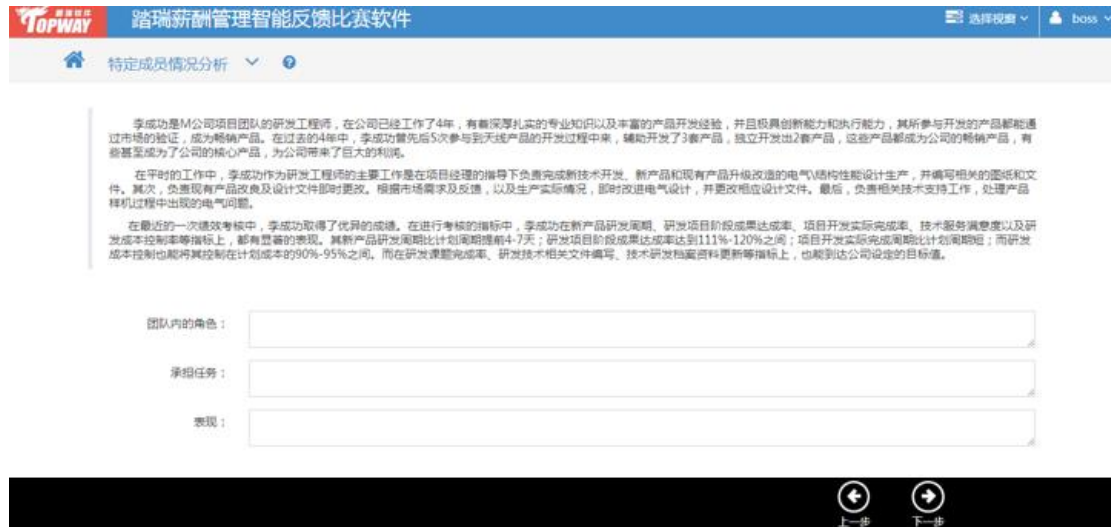 踏瑞软件
TOPWAY
踏瑞薪酬管理智能反馈比赛软件
选择视窗
boss
特定成员情况分析
李成功是M公司项目团队的研发工程师，在公司已经工作了4年，有着深厚扎实的专业知识以及丰富的产品开发经验，并且极具创新能力和执行能力，其所参与开发的产品都能通
过市场的验证，成为畅销产品。在过去的4年中，李成功曾先后5次参与到天线产品的开发过程中来，辅助开发了3套产品，独立开发出2套产品，这些产品都成为公司的畅销产品，有
些甚至成为了公司的核心产品，为公司带来了巨大的利润。
在平时的工作中，李成功作为研发工程师的主要工作是在项目经理的指导下负责完成新技术开发、新产品和现有产品升级改造的电气\结构性能设计生产，并编写相关的图纸和文
件。其次，负责现有产品改良及设计文件即时更改。根据市场需求及反馈，以及生产实际情况，即时改进电气设计，并更改相应设计文件。最后，负责相关技术支持工作，处理产品
样机过程中出现的电气问题。
在最近的一次绩效考核中，李成功取得了优异的成绩。在进行考核的指标中，李成功在新产品研发周期、研发项目阶段成果达成率、项目开发实际完成率、技术服务满意度以及研
发成本控制率等指标上，都有显著的表现。其新产品研发周期比计划周期提前4-7天；研发项目阶段成果达成率达到111%-120%之间；项目开发实际完成周期比计划周期短；而研发
成本控制也能将其控制在计划成本的90%-95%之间。而在研发课题完成率、研发技术相关文件编写、技术研发档案资料更新等指标上，也能到达公司设定的目标值。
团队内的角色：
承担任务：
表现：
上一步
下一步